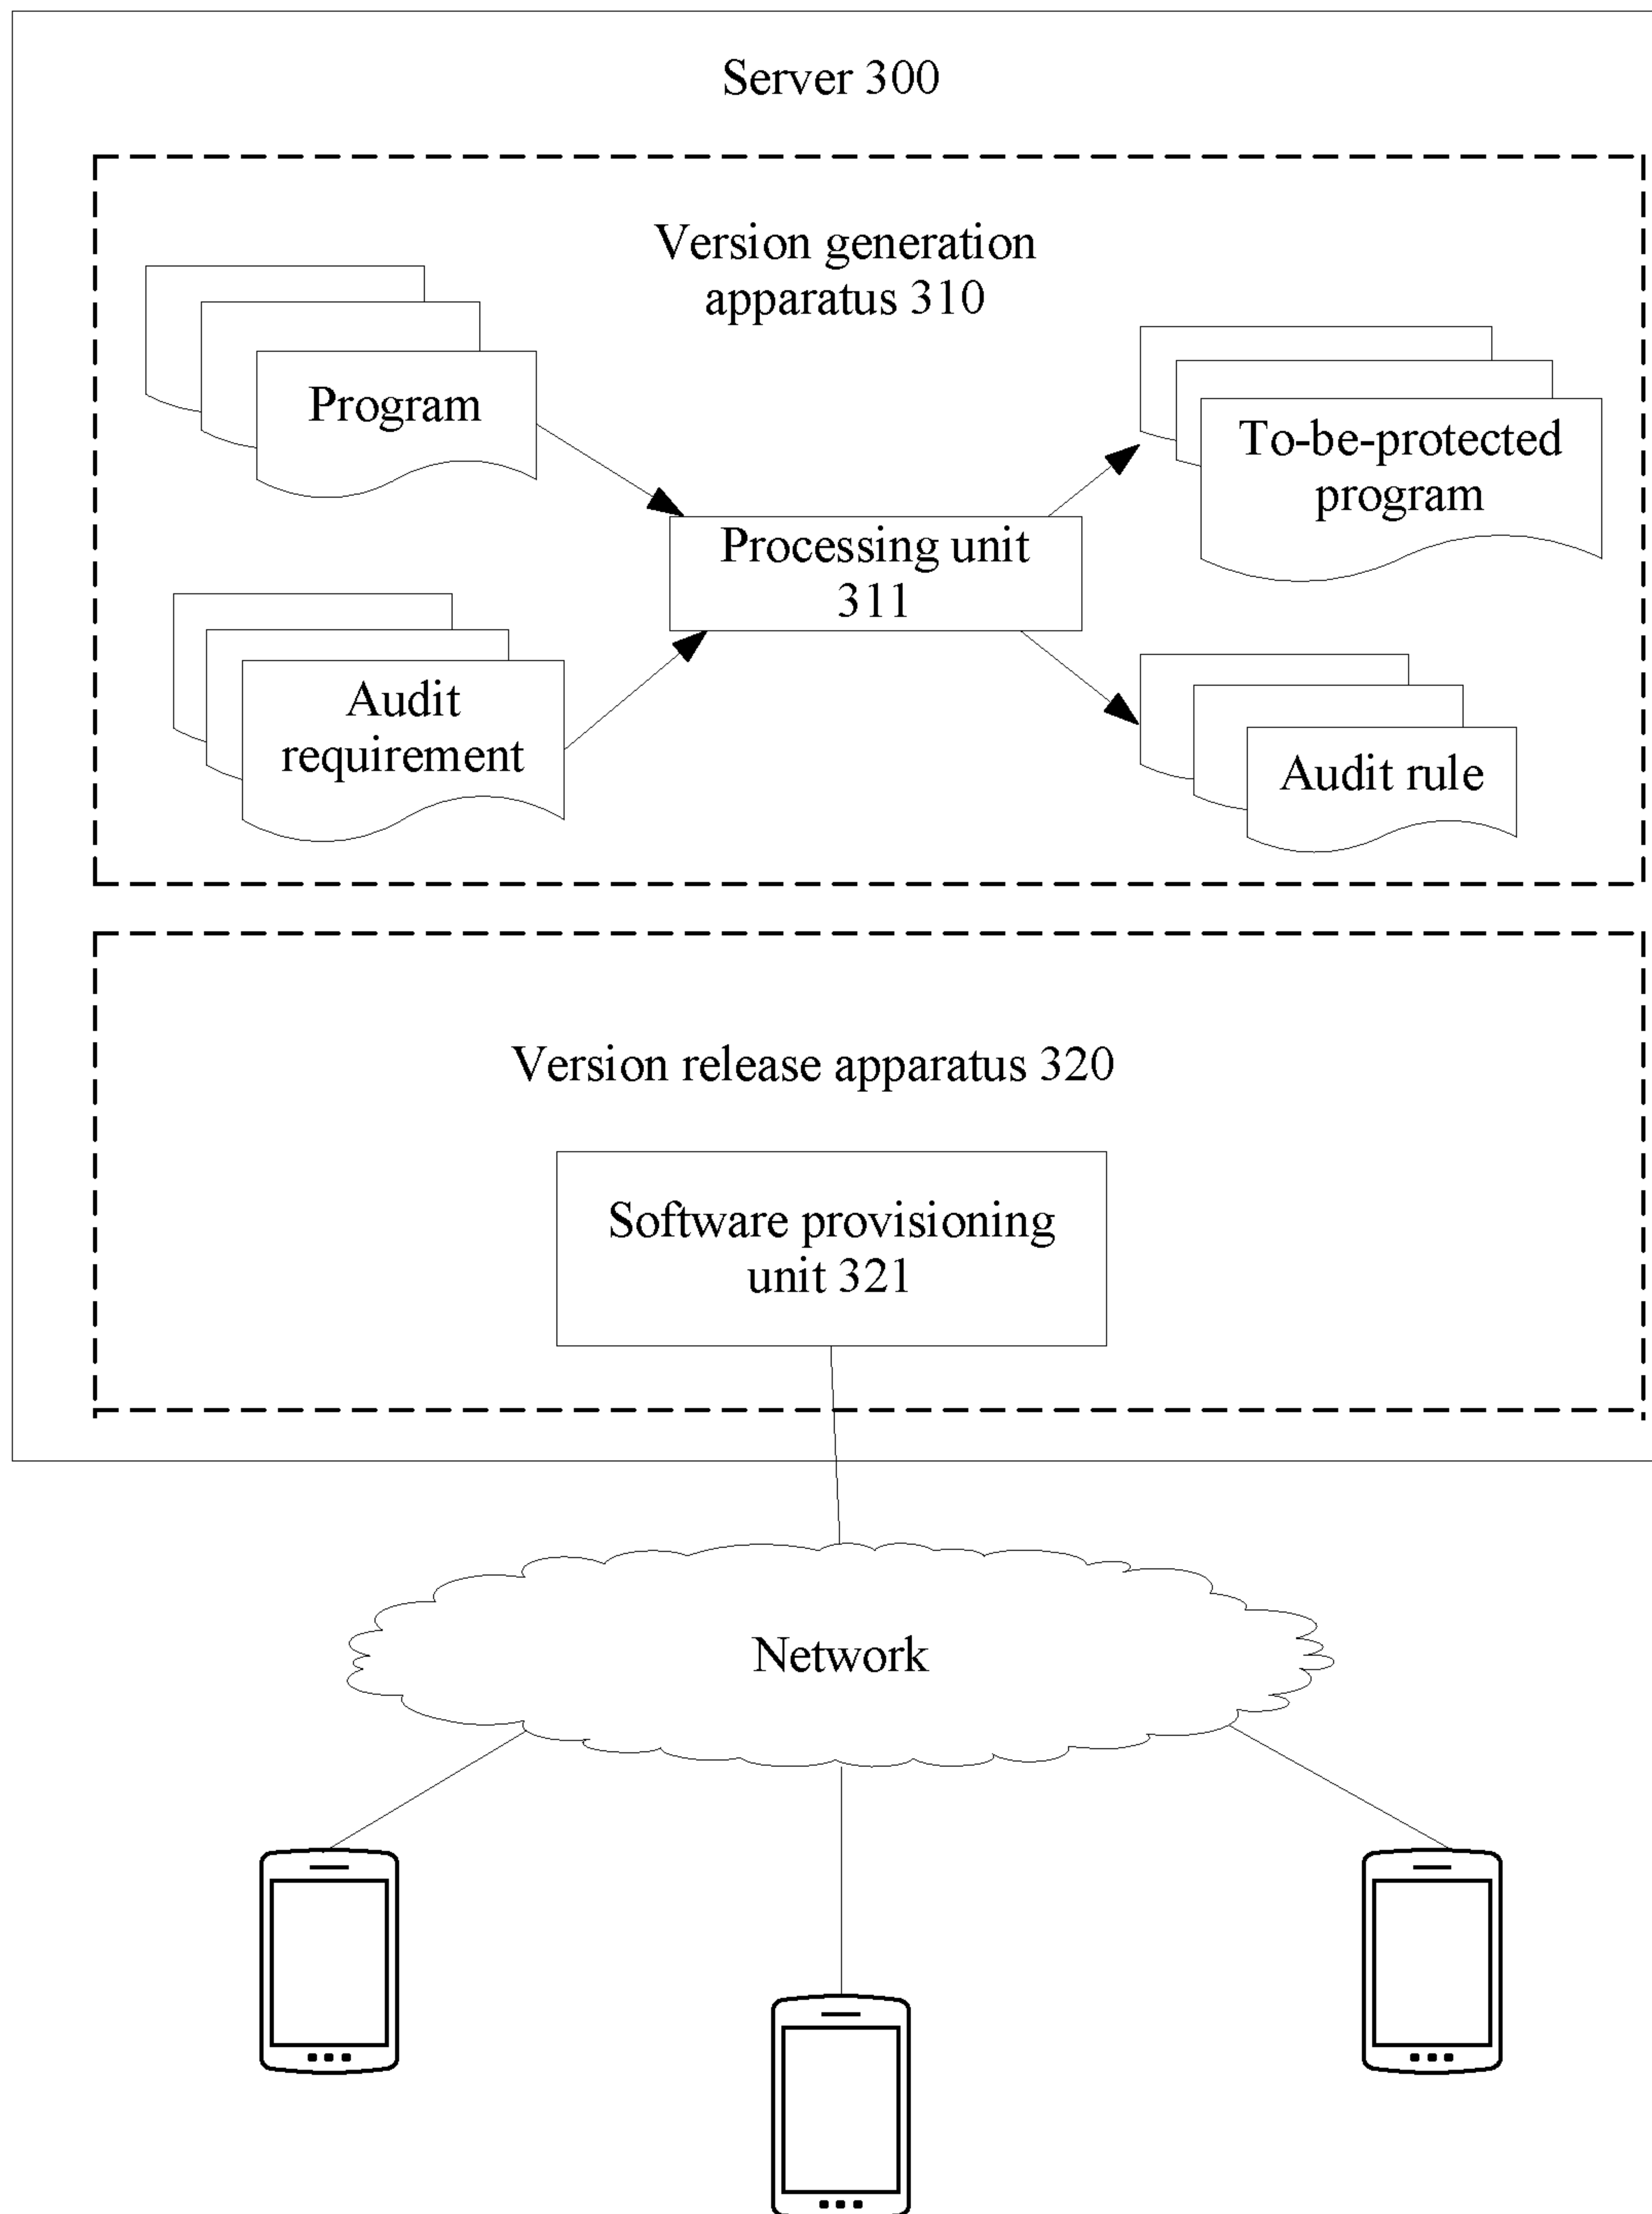 Server 300
Version generation
apparatus 310
Program
To-be-protected
program
Processing unit
311
Audit
requirement
Audit rule
Version release apparatus 320
Software provisioning
unit 321
Network